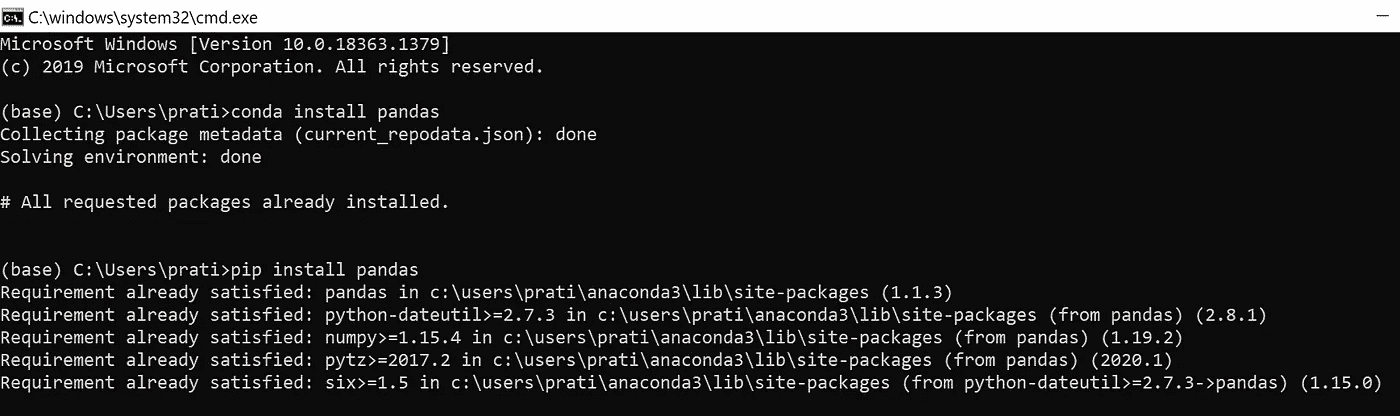 C:\windows\system32\cmd.exe
Microsoft Windows [Version 10.0.18363.1379]
(c) 2019 Microsoft Corporation. All rights reserved.
(base) C:\Users\prati>conda install pandas
Collecting package metadata (current_repodata.json): done
Solving environment: done
# All requested packages already installed.
(base) C:\Users\prati>pip install pandas
Requirement already satisfied: pandas in c:\users\prati\anaconda3\lib\site-packages (1.1.3)
Requirement already satisfied: python-dateutil>=2.7.3 in c:\users\prati\anaconda3\lib\site-packages (from pandas) (2.8.1)
Requirement already satisfied: numpy>=1.15.4 in c:\users\prati\anaconda3\lib\site-packages (from pandas) (1.19.2)
Requirement already satisfied: pytz>=2017.2 in c:\users\prati\anaconda3\lib\site-packages (from pandas) (2020.1)
Requirement already satisfied: six>=1.5 in c:\users\prati\anaconda3\lib\site-packages (from python-dateutil>=2.7.3->pandas) (1.15.0)